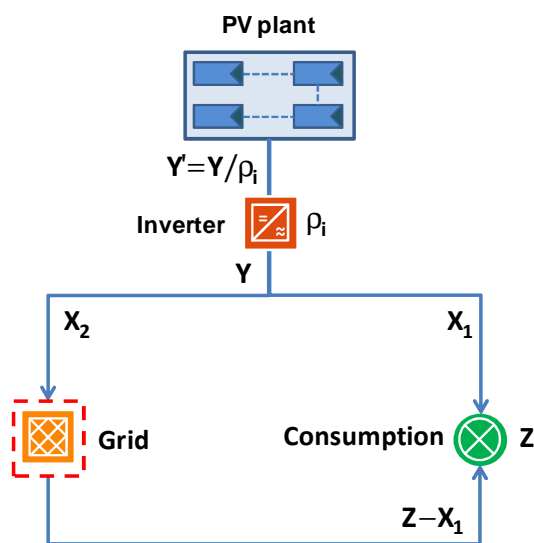 PV plant
Y'=Y/ρi
Inverter
ρi
Y
X2
X1
Grid
Consumption
Z
Z−X1